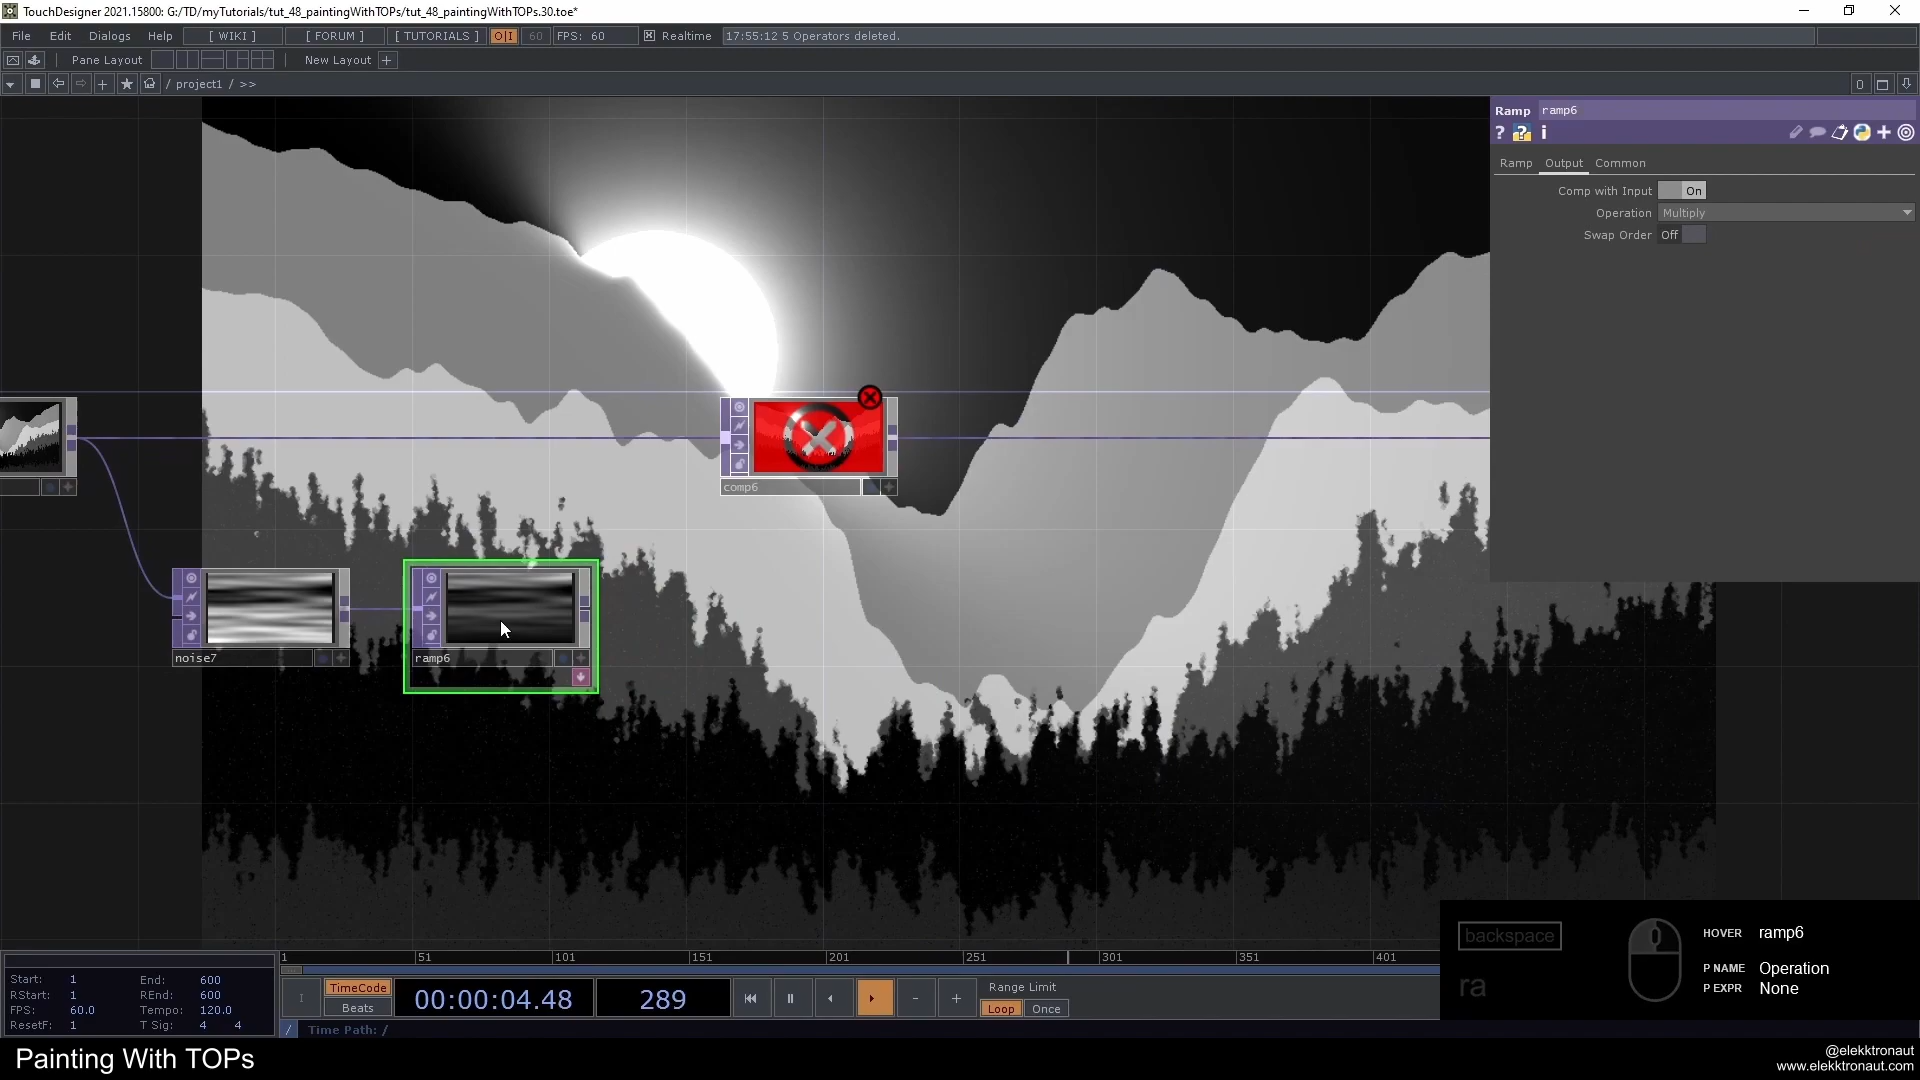 TouchDesigner 2021.15800: G:/TD/myTutorials/tut_48_paintingWithTOPs/tut_48_paintingWithTOPs.30.toe*
File Edit Dialogs Help [ WIKI ] [ FORUM ] [ TUTORIALS ] O|I 60 FPS: 60 Realtime 17:55:12 5 Operators deleted.
Pane Layout New Layout +
/ project1 / >> 0
Ramp ramp6
? ? i
Ramp Output Common
Comp with Input On
Operation Multiply
Swap Order Off
comp6
noise7
ramp6
1 51 101 151 201 251 301 351 401
Start: 1 End: 600
RStart: 1 REnd: 600
FPS: 60.0 Tempo: 120.0
ResetF: 1 T Sig: 4 4
TimeCode
Beats
00:00:04.48
289
Range Limit
Loop Once
/ Time Path: /
backspace
ra
HOVER ramp6
P NAME Operation
P EXPR None
Painting With TOPs
@elekktronaut
www.elekktronaut.com